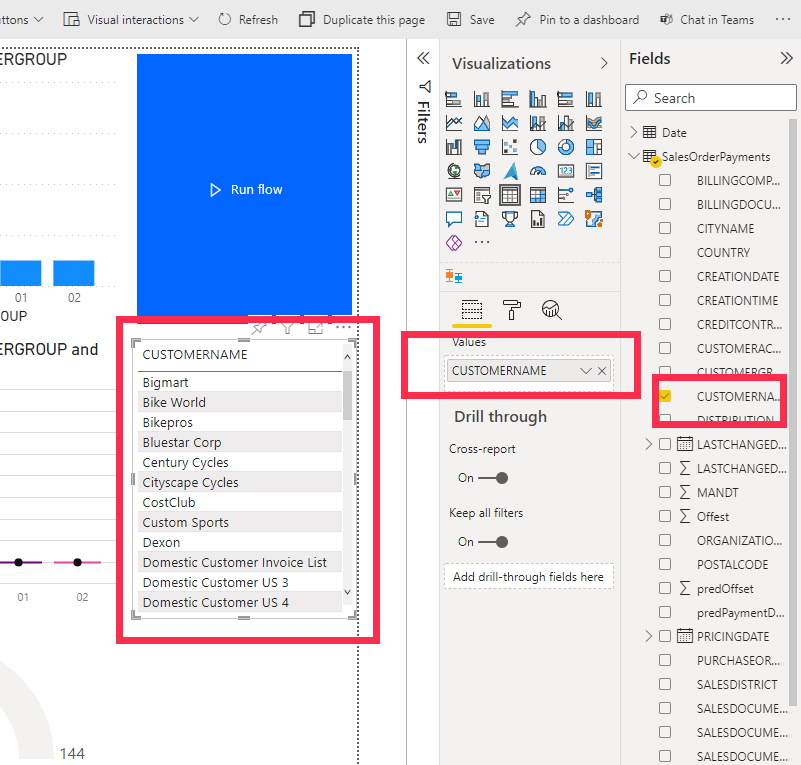 ttons
Visual interactions
Refresh
Duplicate this page
Save
Pin to a dashboard
Chat in Teams
...
ERGROUP
Run flow
01
02
OUP
ERGROUP and
01
02
144
CUSTOMERNAME
Bigmart
Bike World
Bikepros
Bluestar Corp
Century Cycles
Cityscape Cycles
CostClub
Custom Sports
Dexon
Domestic Customer Invoice List
Domestic Customer US 3
Domestic Customer US 4
Filters
Visualizations
123
...
Values
CUSTOMERNAME
Drill through
Cross-report
On
Keep all filters
On
Add drill-through fields here
Fields
Search
Date
SalesOrderPayments
BILLINGCOMP...
BILLINGDOCU...
CITYNAME
COUNTRY
CREATIONDATE
CREATIONTIME
CREDITCONTR...
CUSTOMERAC...
CUSTOMERGR...
CUSTOMERNA...
DISTRIBUTION...
LASTCHANGED...
LASTCHANGED...
MANDT
Offest
ORGANIZATIO...
POSTALCODE
predOffset
predPaymentD...
PRICINGDATE
PURCHASEOR...
SALESDISTRICT
SALESDOCUME...
SALESDOCUME...
SALESDOCUME...